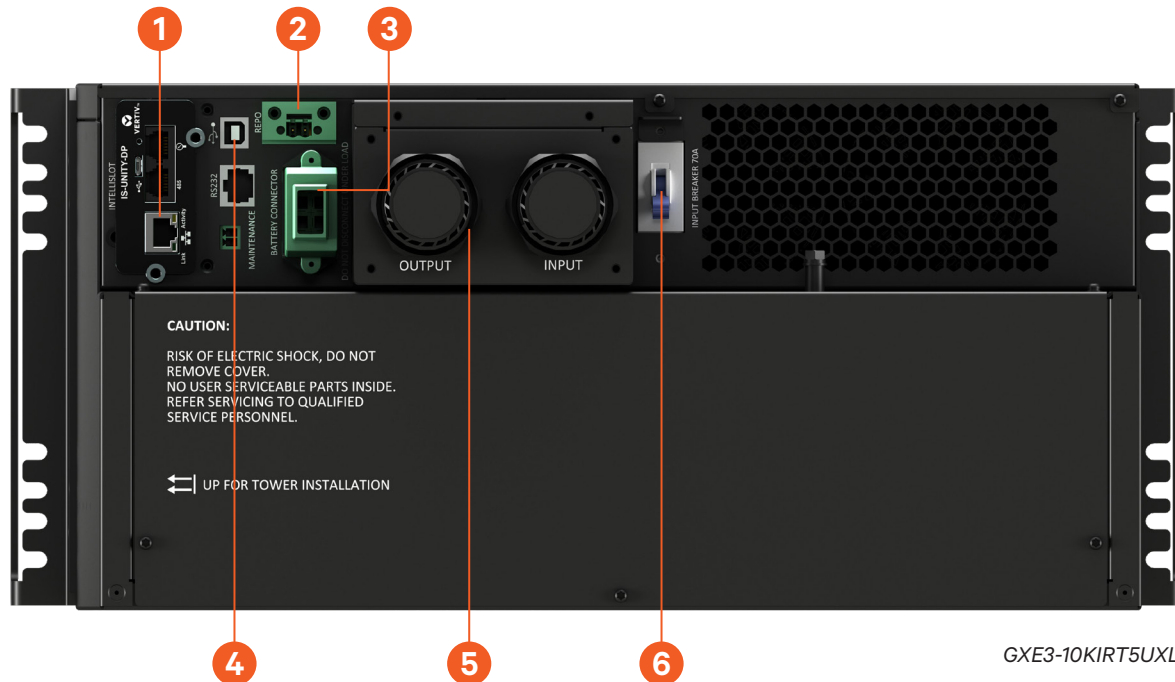 1
2
3
INTELLISLOT
IS-UNITY-DP
VERTIV
485
Link
Activity
REPO
RS232
MAINTENANCE
BATTERY CONNECTOR
OUTPUT
INPUT
INPUT BREAKER 70A
CAUTION:
RISK OF ELECTRIC SHOCK, DO NOT
REMOVE COVER.
NO USER SERVICEABLE PARTS INSIDE.
REFER SERVICING TO QUALIFIED
SERVICE PERSONNEL.
UP FOR TOWER INSTALLATION
4
5
6
GXE3-10KIRT5UXL